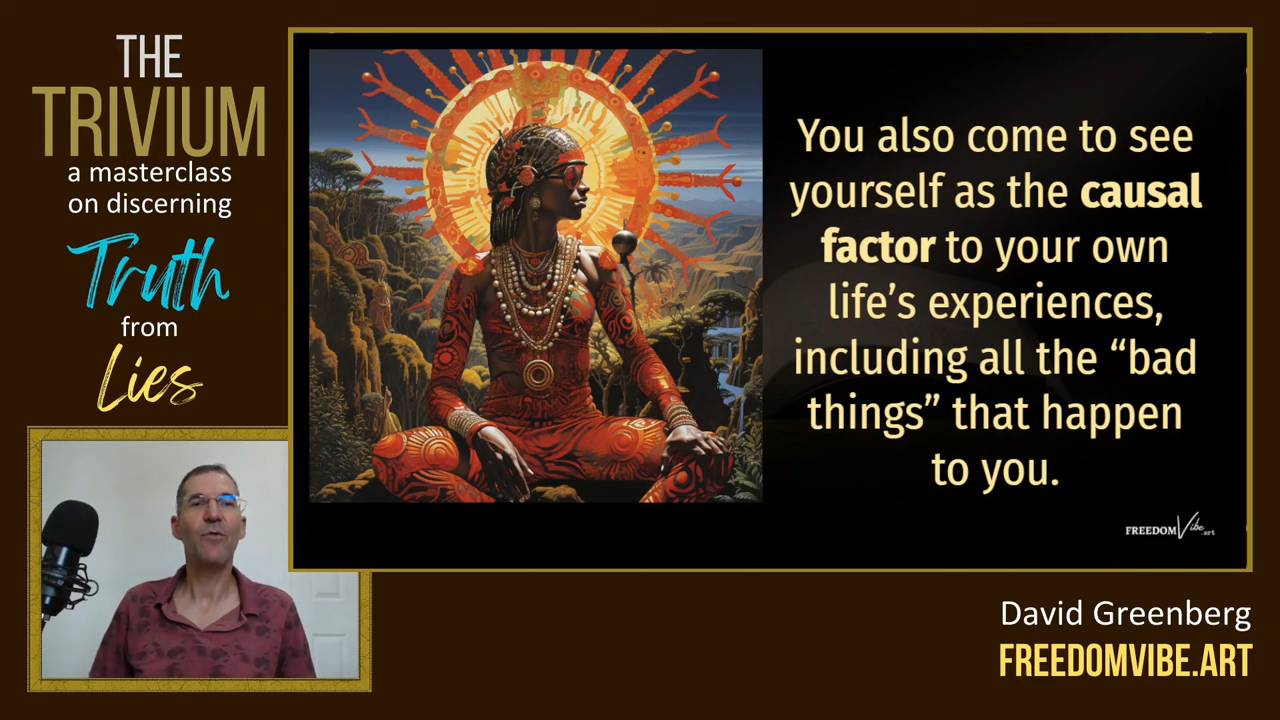 THE
TRIVIUM
a masterclass
on discerning
Truth
from
Lies
You also come to see
yourself as the causal
factor to your own
life’s experiences,
including all the “bad
things” that happen
to you.
FREEDOMVibe.art
David Greenberg
FREEDOMVIBE.ART